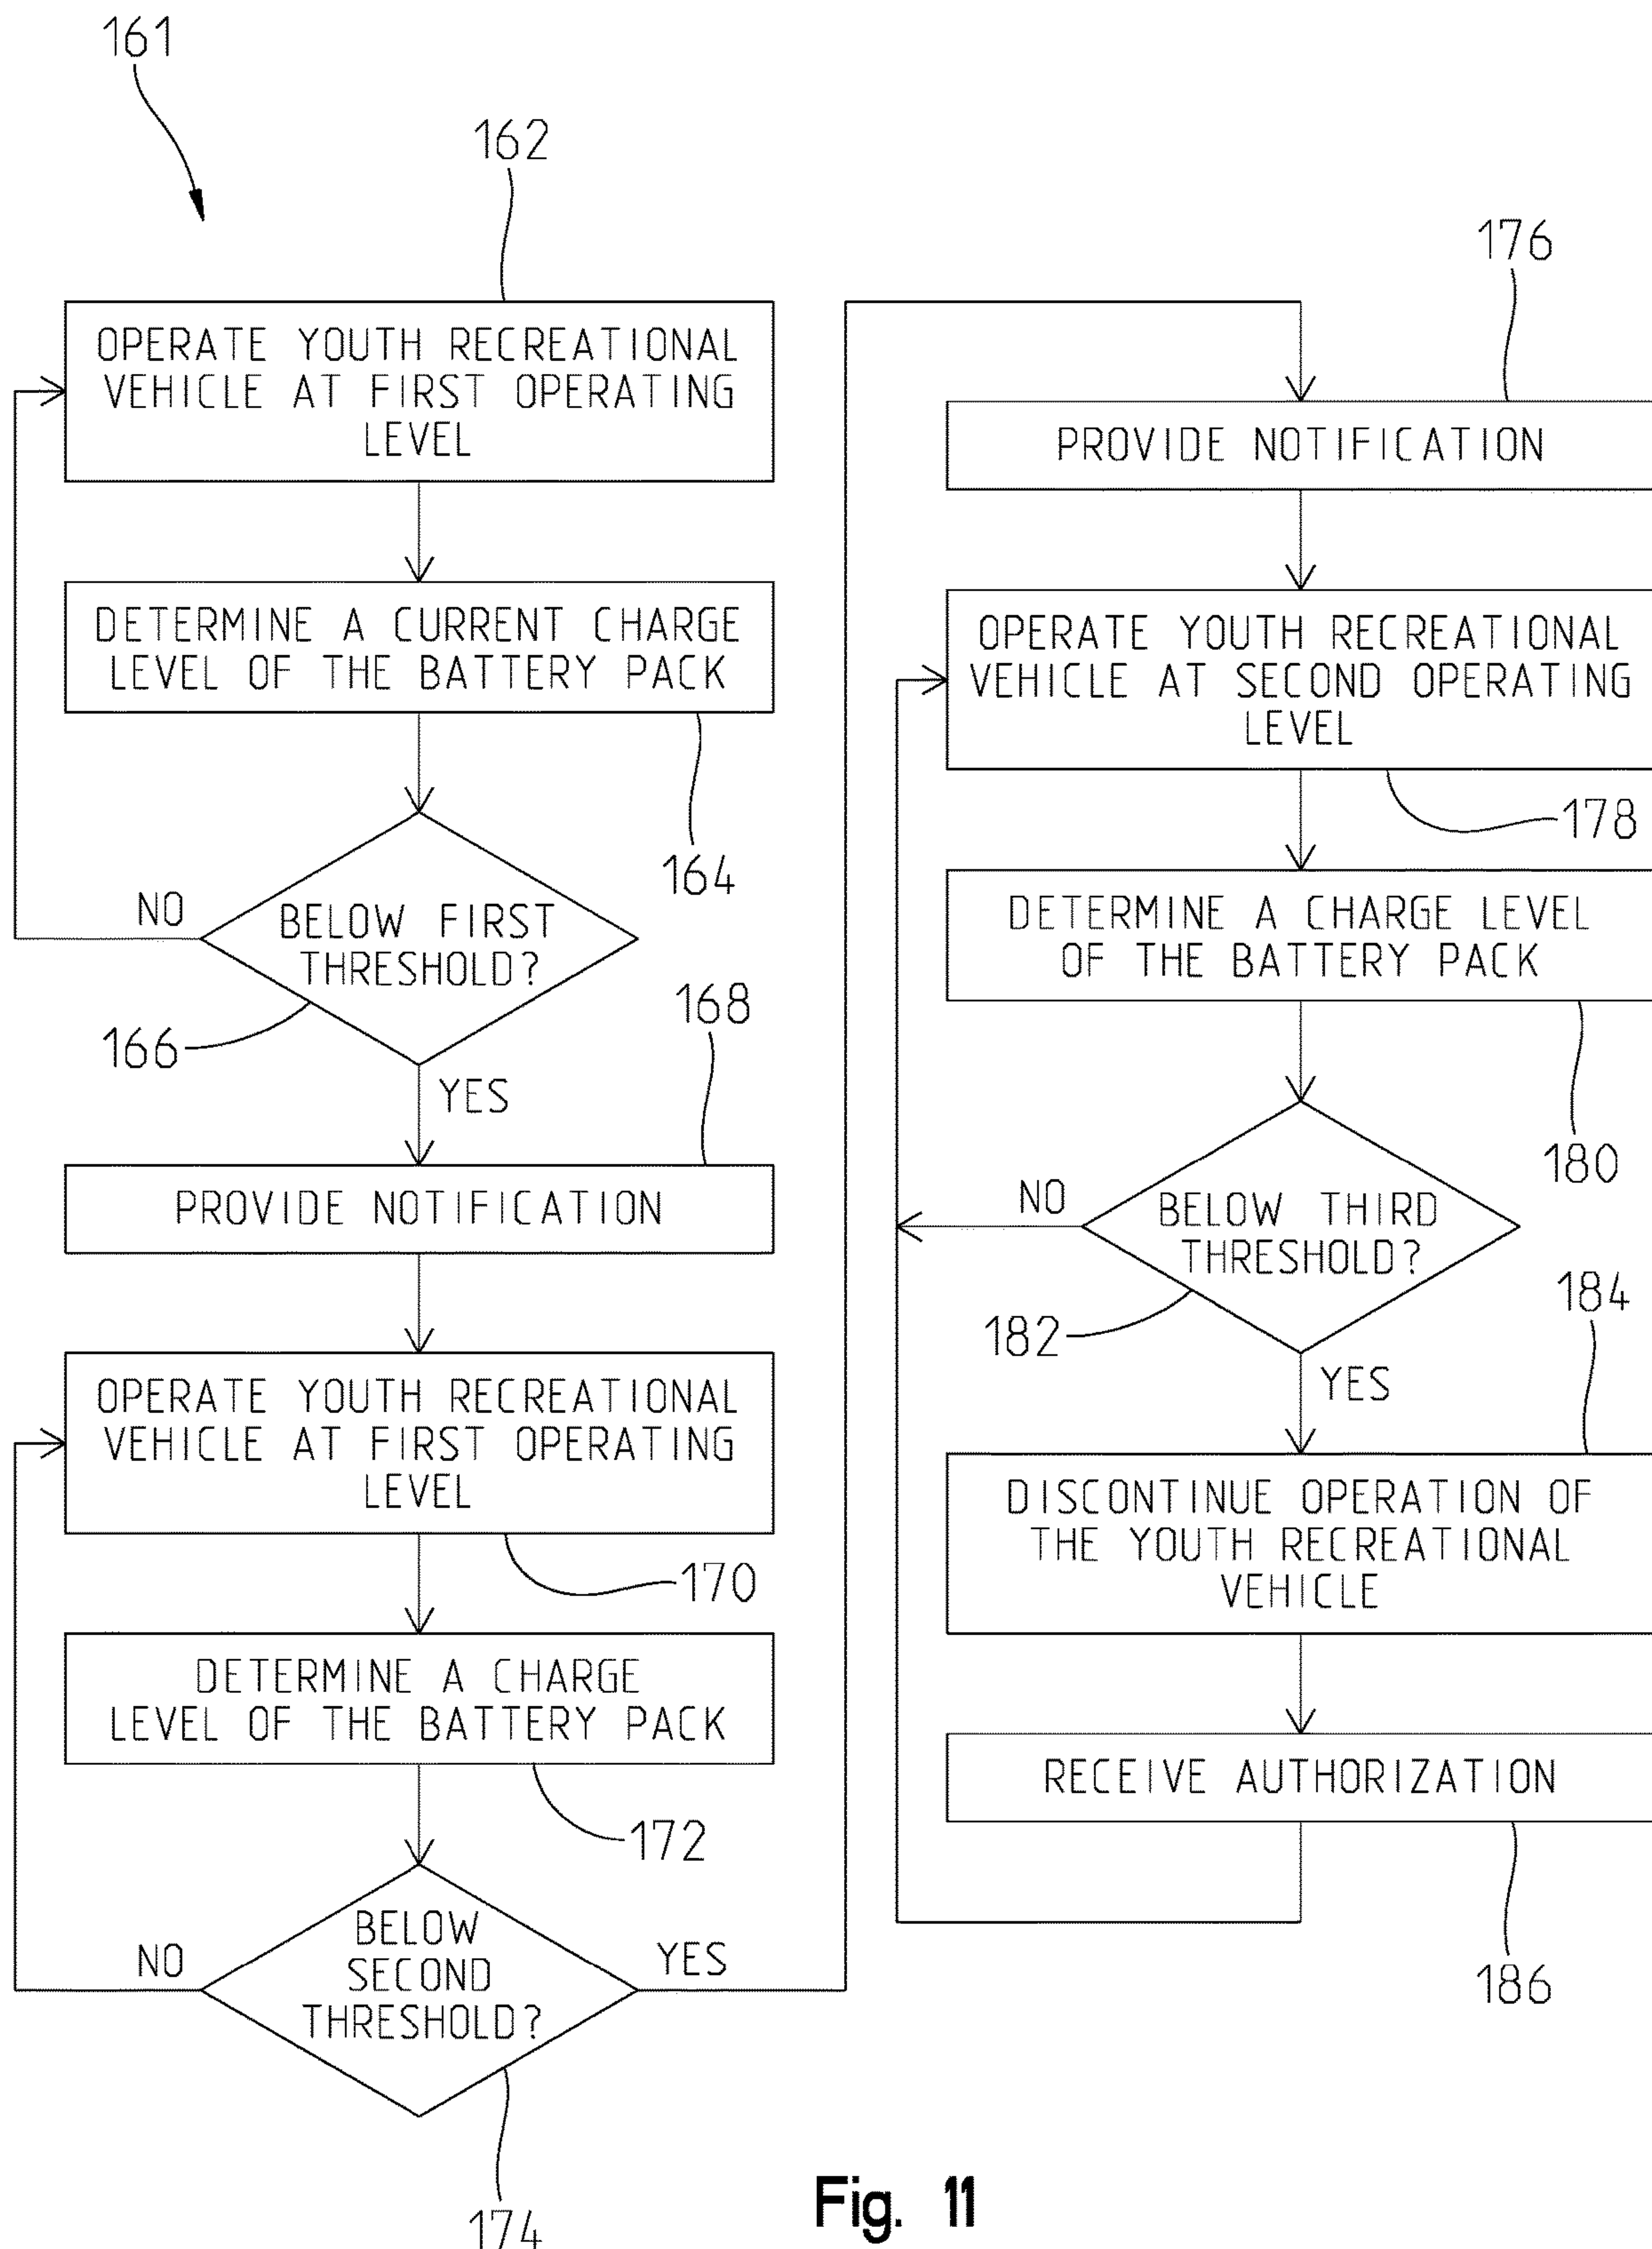 161
162
OPERATE YOUTH RECREATIONAL
VEHICLE AT FIRST OPERATING
LEVEL
DETERMINE A CURRENT CHARGE
LEVEL OF THE BATTERY PACK
164
NO
BELOW FIRST
THRESHOLD?
166
YES
168
PROVIDE NOTIFICATION
OPERATE YOUTH RECREATIONAL
VEHICLE AT FIRST OPERATING
LEVEL
170
DETERMINE A CHARGE
LEVEL OF THE BATTERY PACK
172
NO
BELOW
SECOND
THRESHOLD?
YES
174
176
PROVIDE NOTIFICATION
OPERATE YOUTH RECREATIONAL
VEHICLE AT SECOND OPERATING
LEVEL
178
DETERMINE A CHARGE LEVEL
OF THE BATTERY PACK
180
NO
BELOW THIRD
THRESHOLD?
182
YES
184
DISCONTINUE OPERATION OF
THE YOUTH RECREATIONAL
VEHICLE
RECEIVE AUTHORIZATION
186
Fig. 11